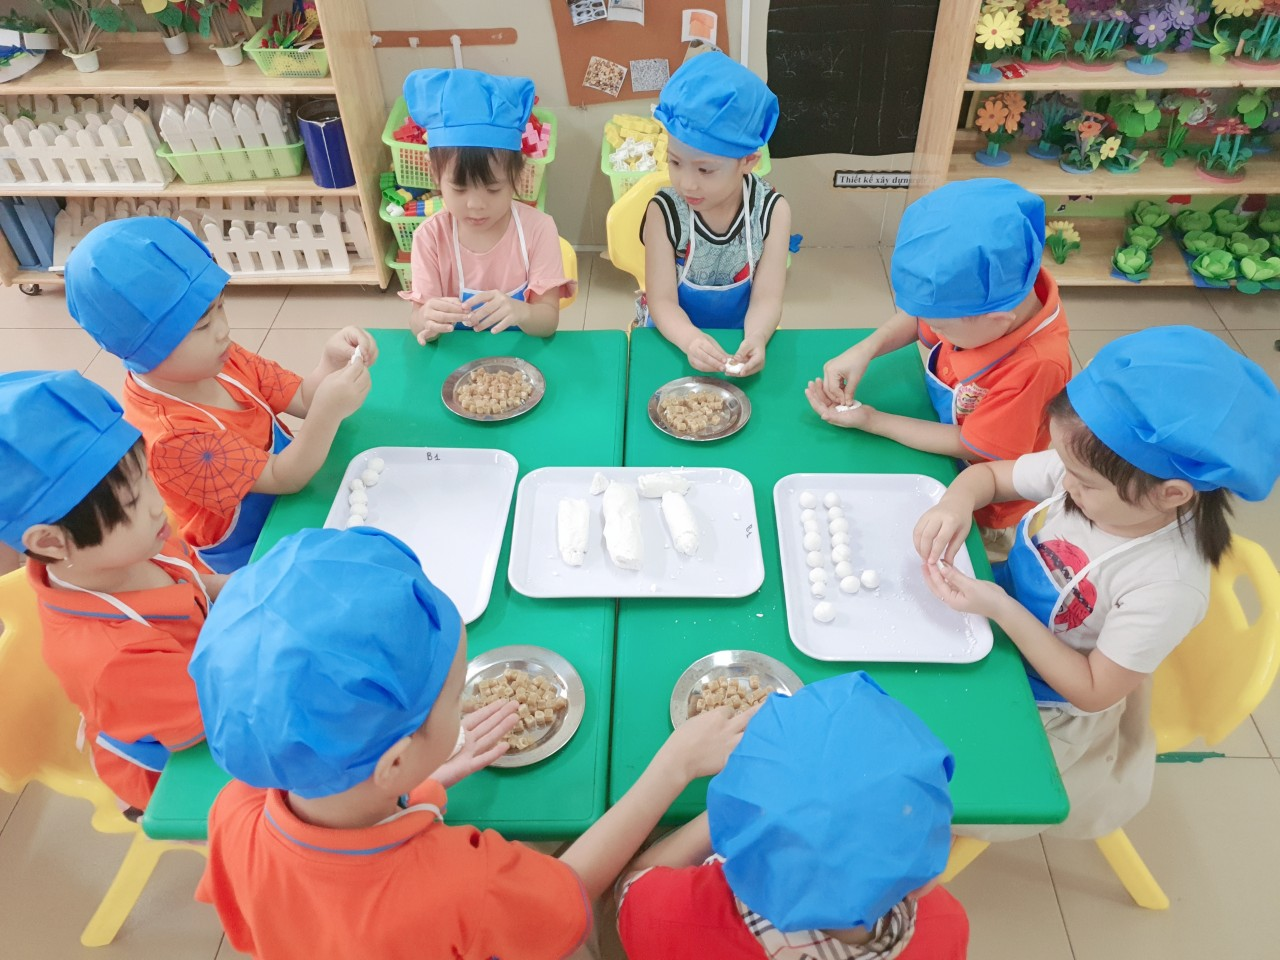 Thiết kế xây dựng
B1